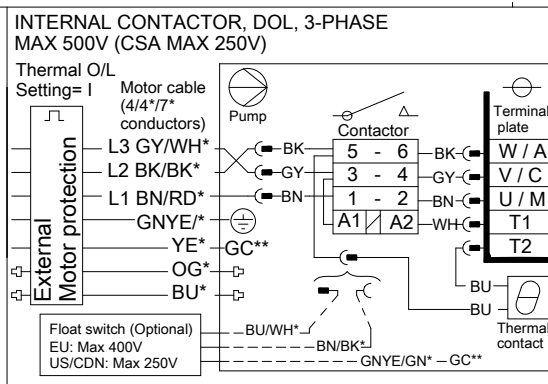 INTERNAL CONTACTOR, DOL, 3-PHASE
MAX 500V (CSA MAX 250V)
Thermal O/L
Setting= I
Motor cable
(4/4*/7*
conductors)
Pump
Contactor
Terminal
plate
External
Motor protection
L3 GY/WH*
BK
5 - 6
BK
W / A
L2 BK/BK*
GY
3 - 4
GY
V / C
L1 BN/RD*
BN
1 - 2
BN
U / M
GNYE/*
A1
A2
WH
T1
YE*
GC**
T2
OG*
BU*
BU
BU
Thermal
contact
Float switch (Optional)
EU: Max 400V
US/CDN: Max 250V
BU/WH*
BN/BK*
GNYE/GN*
GC**